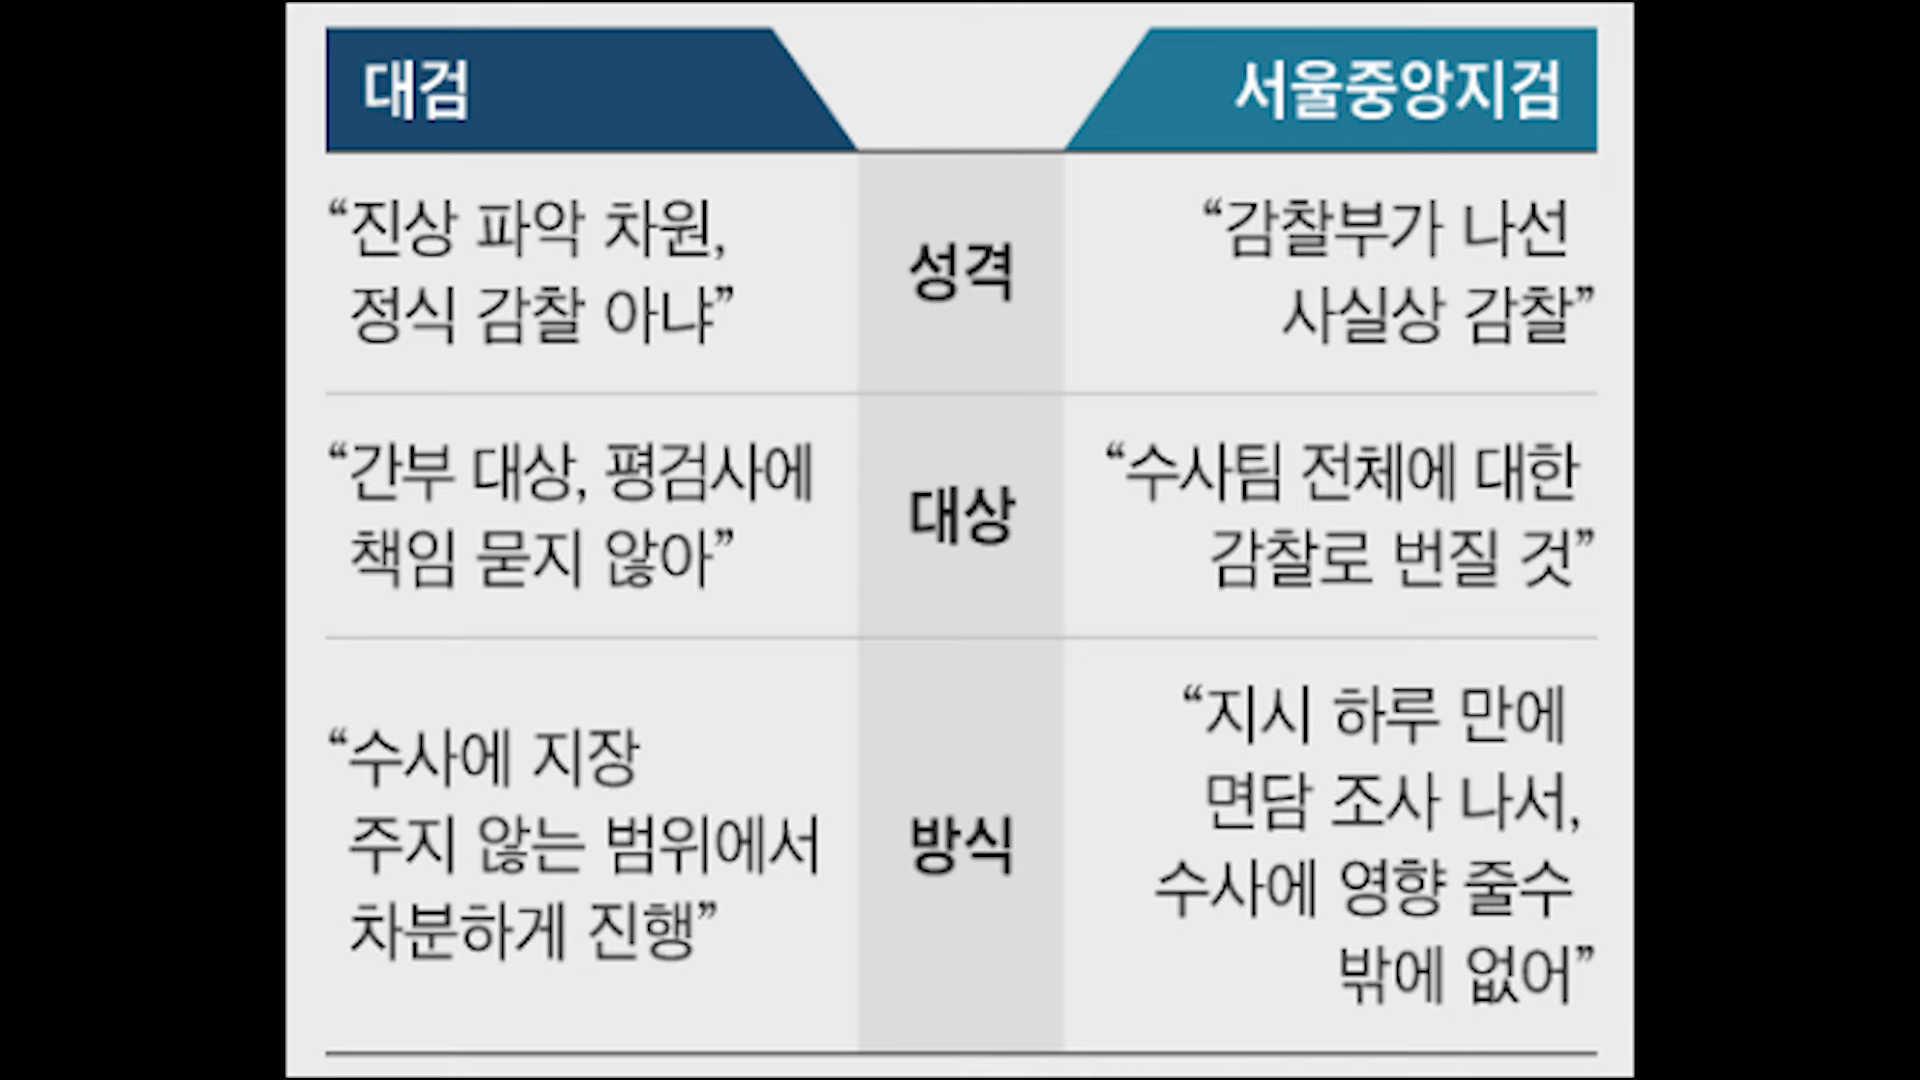 대검
서울중앙지검
“진상 파악 차원,
정식 감찰 아냐”
성격
“감찰부가 나선
사실상 감찰”
“간부 대상, 평검사에
책임 묻지 않아”
대상
“수사팀 전체에 대한
감찰로 번질 것”
“수사에 지장
주지 않는 범위에서
차분하게 진행”
방식
“지시 하루 만에
면담 조사 나서,
수사에 영향 줄수
밖에 없어”